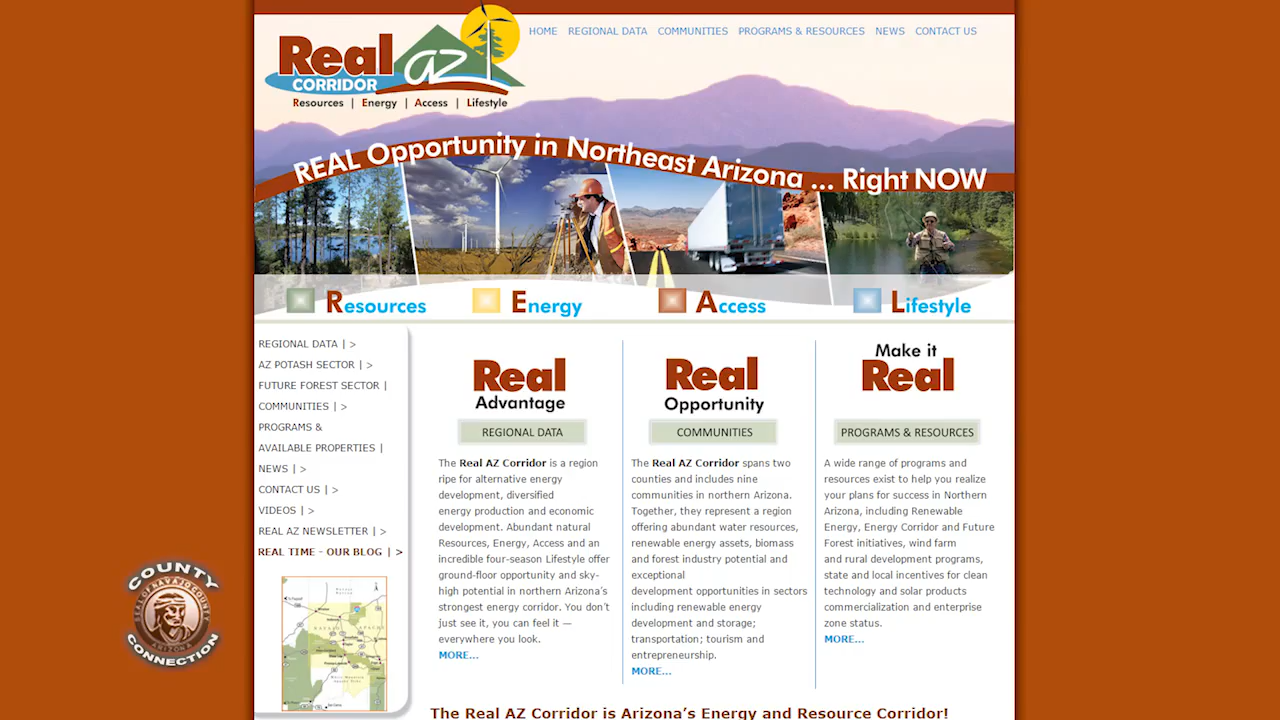 Real
CORRIDOR
az
Resources | Energy | Access | Lifestyle
HOME REGIONAL DATA COMMUNITIES PROGRAMS & RESOURCES NEWS CONTACT US
REAL Opportunity in Northeast Arizona ... Right NOW
Resources Energy Access Lifestyle
REGIONAL DATA | >
AZ POTASH SECTOR | >
FUTURE FOREST SECTOR |
COMMUNITIES | >
PROGRAMS &
AVAILABLE PROPERTIES |
NEWS | >
CONTACT US | >
VIDEOS | >
REAL AZ NEWSLETTER | >
REAL TIME - OUR BLOG | >
Real
Advantage
REGIONAL DATA
The Real AZ Corridor is a region
ripe for alternative energy
development, diversified
energy production and economic
development. Abundant natural
Resources, Energy, Access and an
incredible four-season Lifestyle offer
ground-floor opportunity and sky-
high potential in northern Arizona's
strongest energy corridor. You don't
just see it, you can feel it —
everywhere you look.
MORE...
Real
Opportunity
COMMUNITIES
The Real AZ Corridor spans two
counties and includes nine
communities in northern Arizona.
Together, they represent a region
offering abundant water resources,
renewable energy assets, biomass
and forest industry potential and
exceptional
development opportunities in sectors
including renewable energy
development and storage;
transportation; tourism and
entrepreneurship.
MORE...
Make it
Real
PROGRAMS & RESOURCES
A wide range of programs and
resources exist to help you realize
your plans for success in Northern
Arizona, including Renewable
Energy, Energy Corridor and Future
Forest initiatives, wind farm
and rural development programs,
state and local incentives for clean
technology and solar products
commercialization and enterprise
zone status.
MORE...
The Real AZ Corridor is Arizona's Energy and Resource Corridor!
COUNTY
SEAL OF NAVAJO COUNTY
ARIZONA
CONNECTION